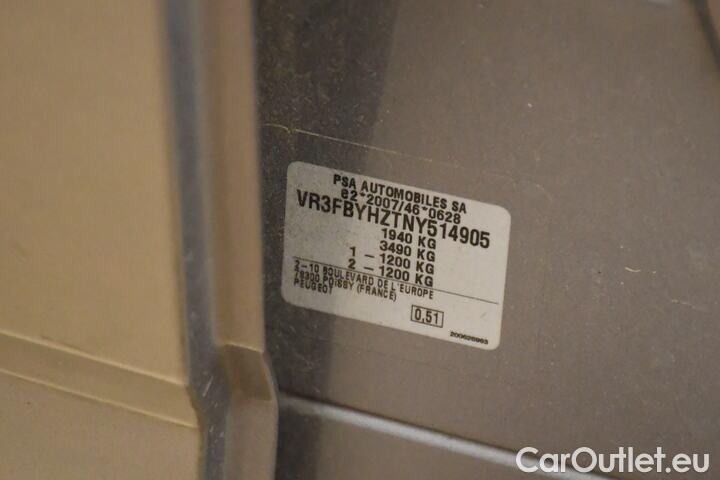 PSA AUTOMOBILES SA
e2*2007/46*0628
VR3FBYHZTNY514905
1940 KG
3490 KG
1 - 1200 KG
2 - 1200 KG
2-10 BOULEVARD DE L'EUROPE
78300 POISSY (FRANCE)
PEUGEOT
0,51
200626963
CarOutlet.eu